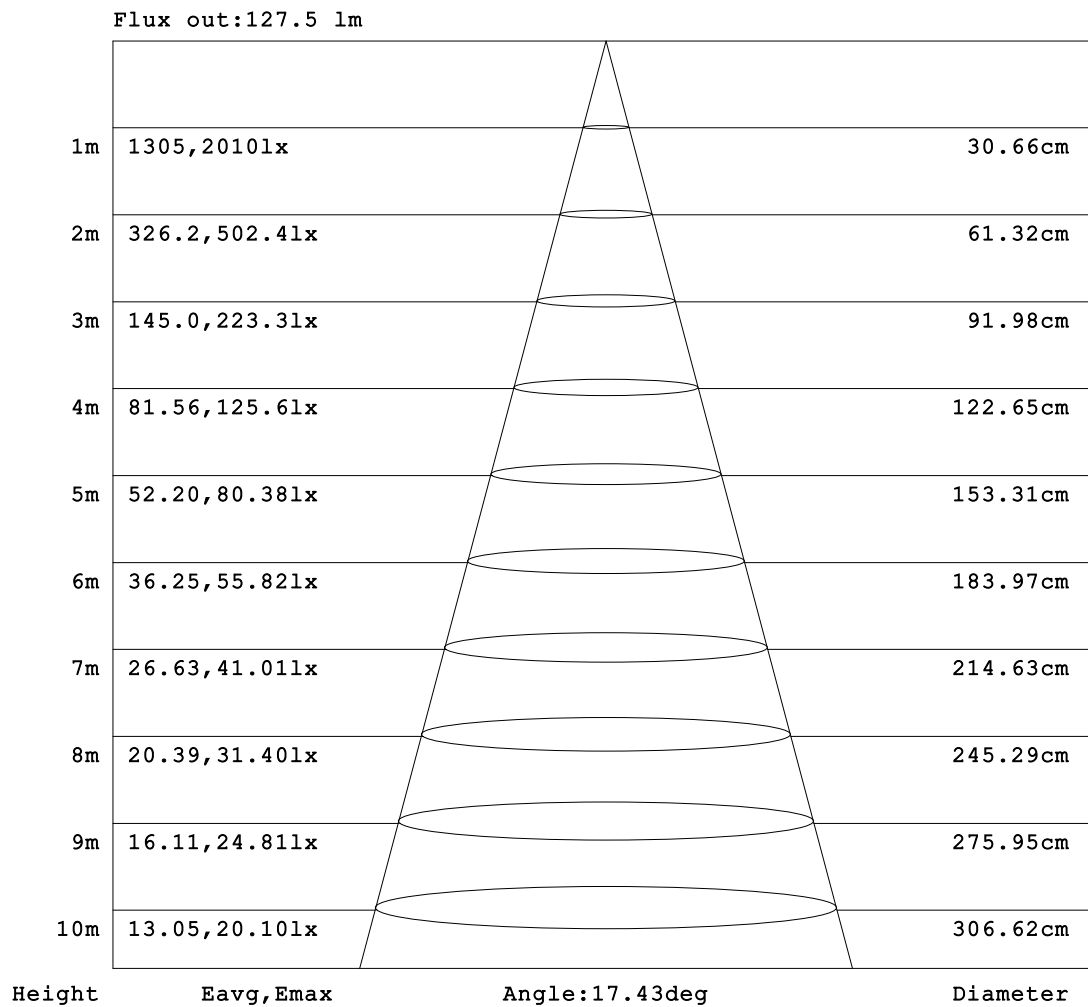 Flux out:127.5 lm
1m 1305,2010lx 30.66cm
2m 326.2,502.4lx 61.32cm
3m 145.0,223.3lx 91.98cm
4m 81.56,125.6lx 122.65cm
5m 52.20,80.38lx 153.31cm
6m 36.25,55.82lx 183.97cm
7m 26.63,41.01lx 214.63cm
8m 20.39,31.40lx 245.29cm
9m 16.11,24.81lx 275.95cm
10m 13.05,20.10lx 306.62cm
Height Eavg,Emax Angle:17.43deg Diameter